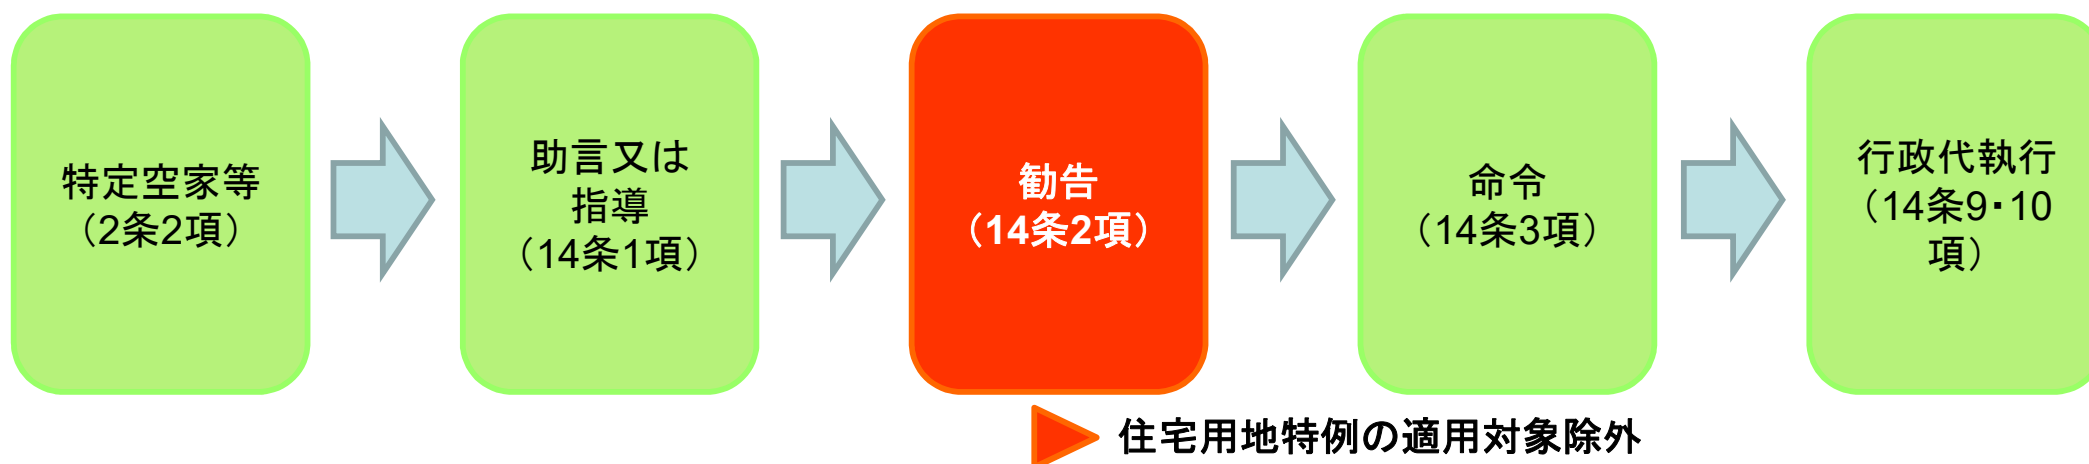 特定空家等
（2条2項）
助言又は
指導
（14条1項）
勧告
（14条2項）
命令
（14条3項）
行政代執行
（14条9・10
項）
住宅用地特例の適用対象除外